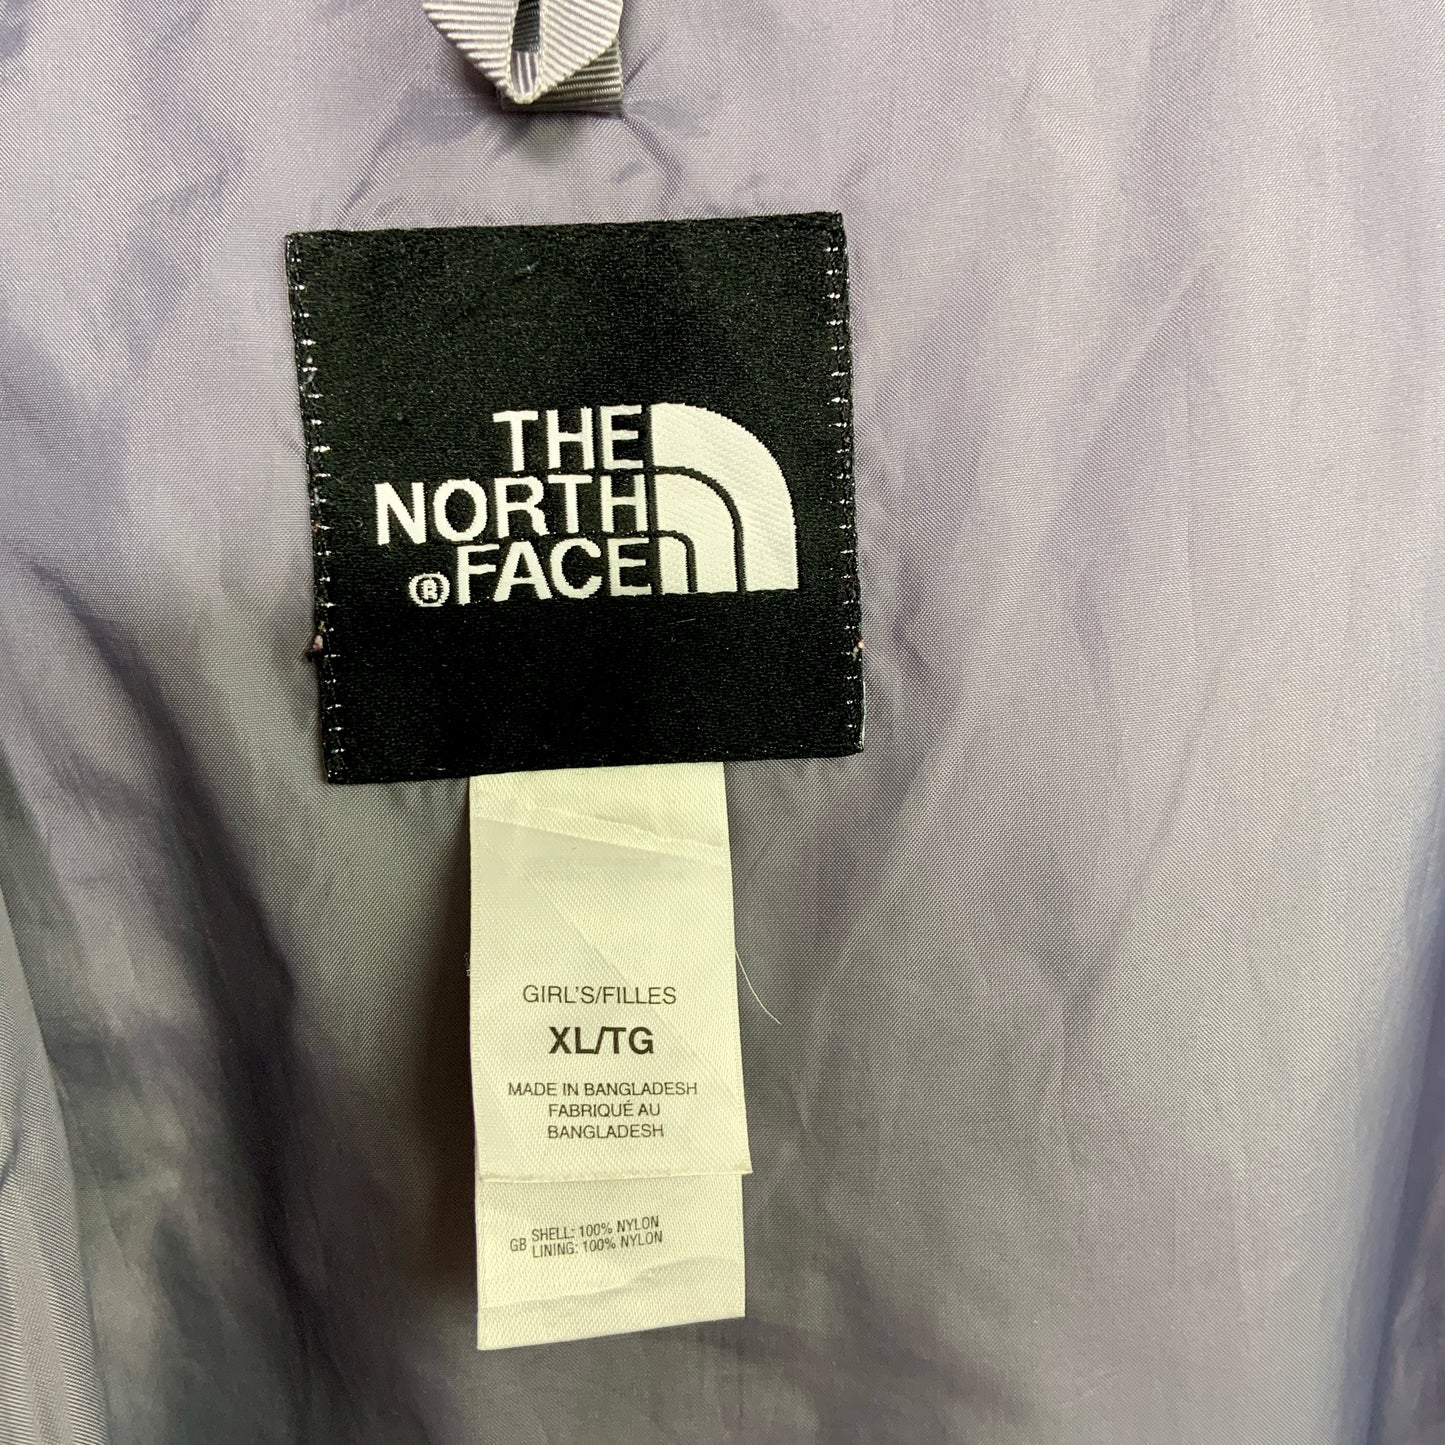 THE
NORTH
®FACE
GIRL'S/FILLES
XL/TG
MADE IN BANGLADESH
FABRIQUÉ AU
BANGLADESH
GB SHELL: 100% NYLON
LINING: 100% NYLON